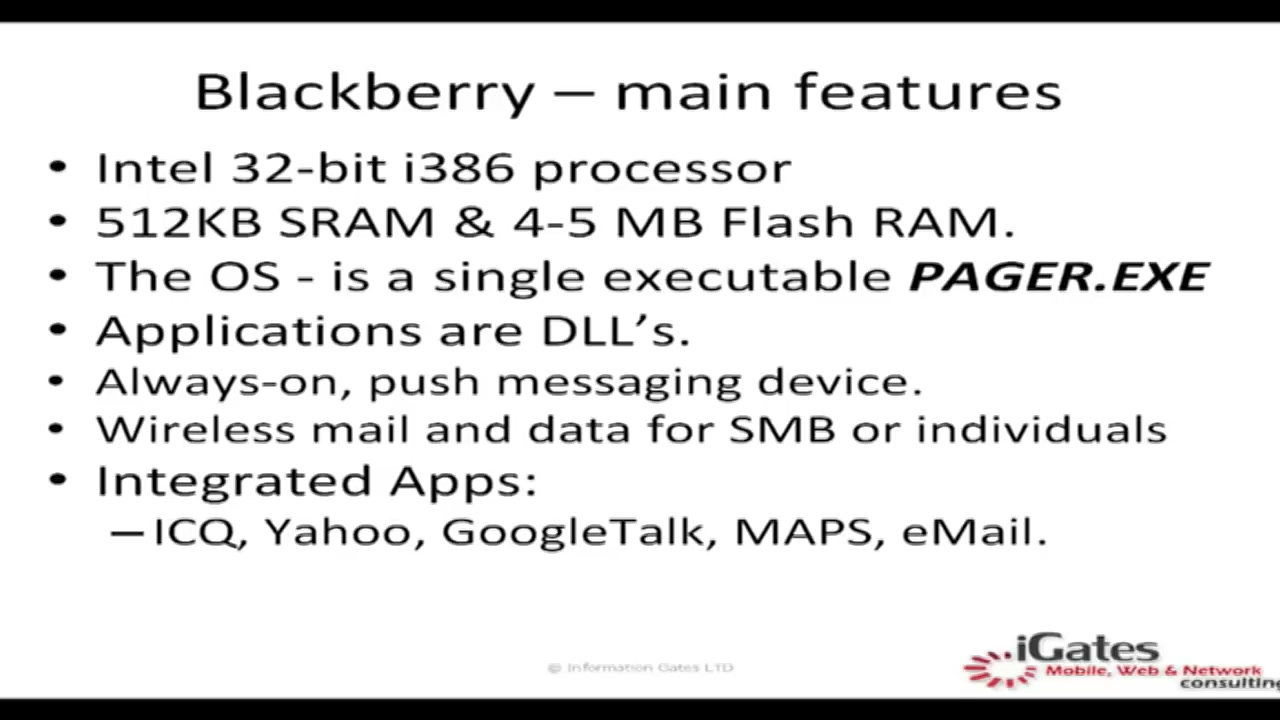 Blackberry – main features
• Intel 32-bit i386 processor
• 512KB SRAM & 4-5 MB Flash RAM.
• The OS - is a single executable PAGER.EXE
• Applications are DLL’s.
• Always-on, push messaging device.
• Wireless mail and data for SMB or individuals
• Integrated Apps:
– ICQ, Yahoo, GoogleTalk, MAPS, eMail.
© Information Gates LTD
iGates
Mobile, Web & Network
consulting